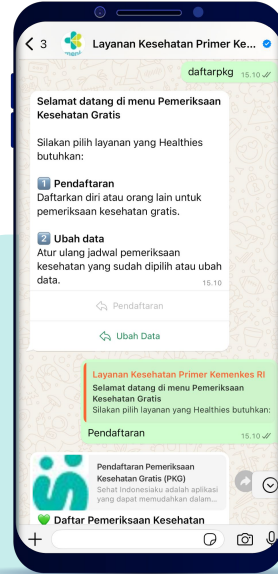 3
Layanan Kesehatan Primer Ke...
daftarpkg 15.10
Selamat datang di menu Pemeriksaan
Kesehatan Gratis
Silakan pilih layanan yang Healthies
butuhkan:
1 Pendaftaran
Daftarkan diri atau orang lain untuk
pemeriksaan kesehatan gratis.
2 Ubah data
Atur ulang jadwal pemeriksaan
kesehatan yang sudah dipilih atau ubah
data. 15.10
Pendaftaran
Ubah Data
Layanan Kesehatan Primer Kemenkes RI
Selamat datang di menu Pemeriksaan
Kesehatan Gratis
Silakan pilih layanan yang Healthies butuhkan:
Pendaftaran 15.10
Pendaftaran Pemeriksaan
Kesehatan Gratis (PKG)
Sehat Indonesiaku adalah aplikasi
yang dapat memudahkan dalam...
💚 Daftar Pemeriksaan Kesehatan